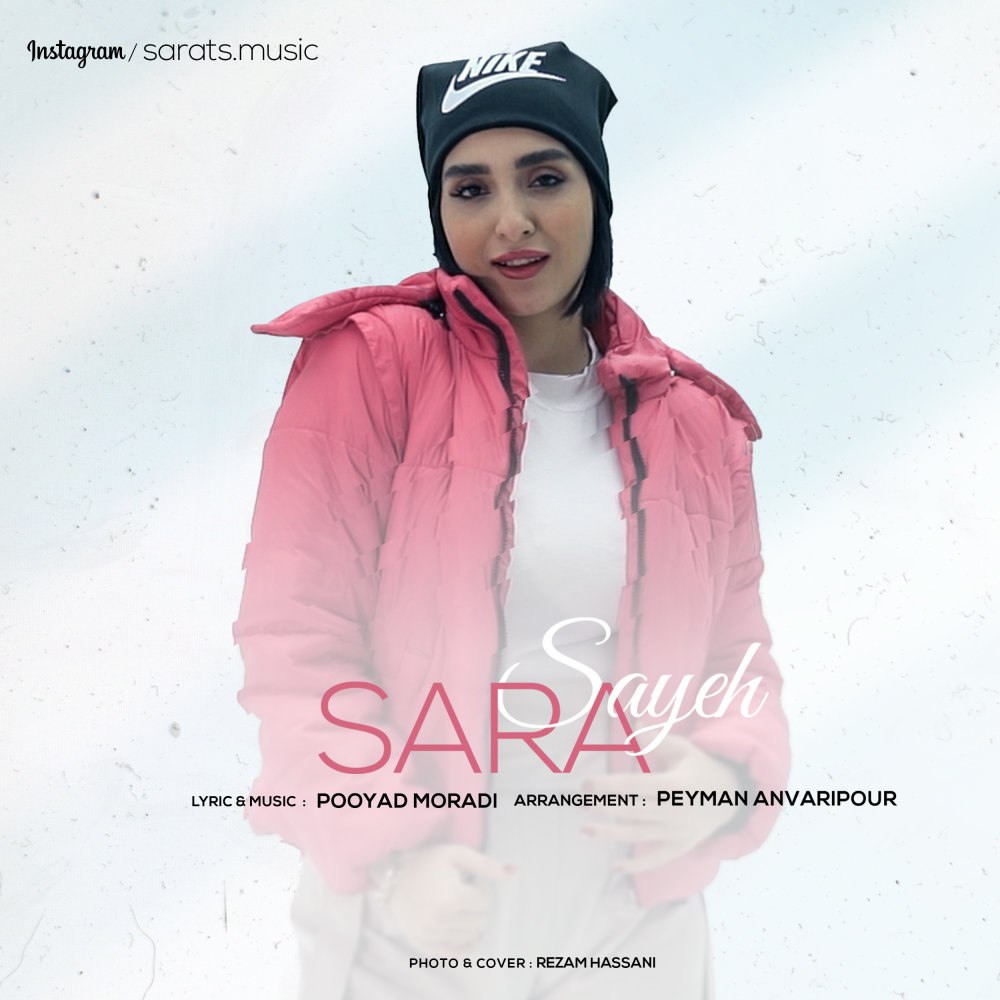 Instagram / sarats.music
NIKE
Sayeh
SARA
LYRIC & MUSIC : POOYAD MORADI ARRANGEMENT : PEYMAN ANVARIPOUR
PHOTO & COVER : REZAM HASSANI